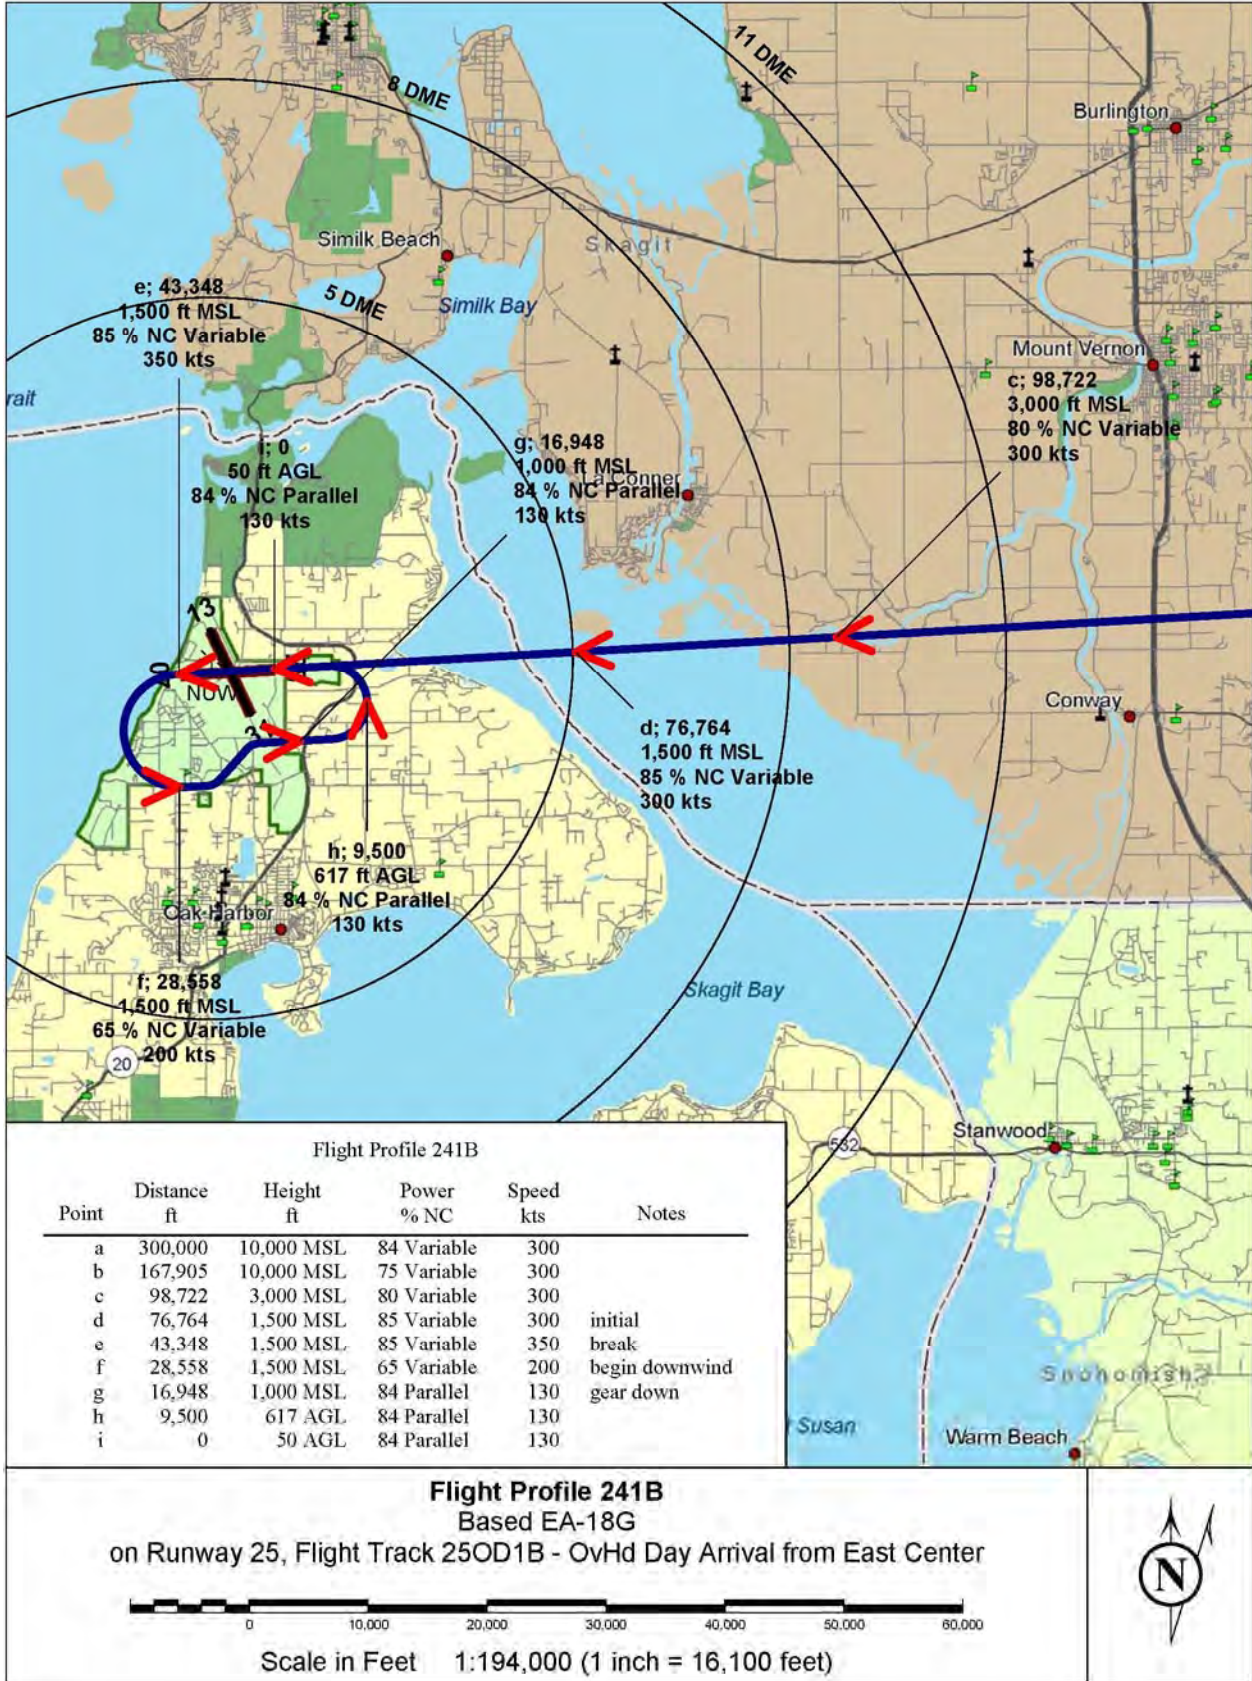 11 DME
8 DME
Burlington
Similk Beach
Skagit
e; 43,348
1,500 ft MSL
85 % NC Variable
350 kts
5 DME
Similk Bay
Mount Vernon
c; 98,722
3,000 ft MSL
80 % NC Variable
300 kts
rait
i; 0
50 ft AGL
84 % NC Parallel
130 kts
g; 16,948
1,000 ft MSL
84 % NC Parallel
130 kts
La Conner
13
NUW
Conway
d; 76,764
1,500 ft MSL
85 % NC Variable
300 kts
h; 9,500
617 ft AGL
84 % NC Parallel
130 kts
Oak Harbor
f; 28,558
1,500 ft MSL
65 % NC Variable
200 kts
20
Skagit Bay
Stanwood
532
Snohomish
t Susan
Warm Beach
Flight Profile 241B
Point Distance ft Height ft Power % NC Speed kts Notes
a 300,000 10,000 MSL 84 Variable 300
b 167,905 10,000 MSL 75 Variable 300
c 98,722 3,000 MSL 80 Variable 300
d 76,764 1,500 MSL 85 Variable 300 initial
e 43,348 1,500 MSL 85 Variable 350 break
f 28,558 1,500 MSL 65 Variable 200 begin downwind
g 16,948 1,000 MSL 84 Parallel 130 gear down
h 9,500 617 AGL 84 Parallel 130
i 0 50 AGL 84 Parallel 130
Flight Profile 241B
Based EA-18G
on Runway 25, Flight Track 25OD1B - OvHd Day Arrival from East Center
0 10,000 20,000 30,000 40,000 50,000 60,000
Scale in Feet 1:194,000 (1 inch = 16,100 feet)
N